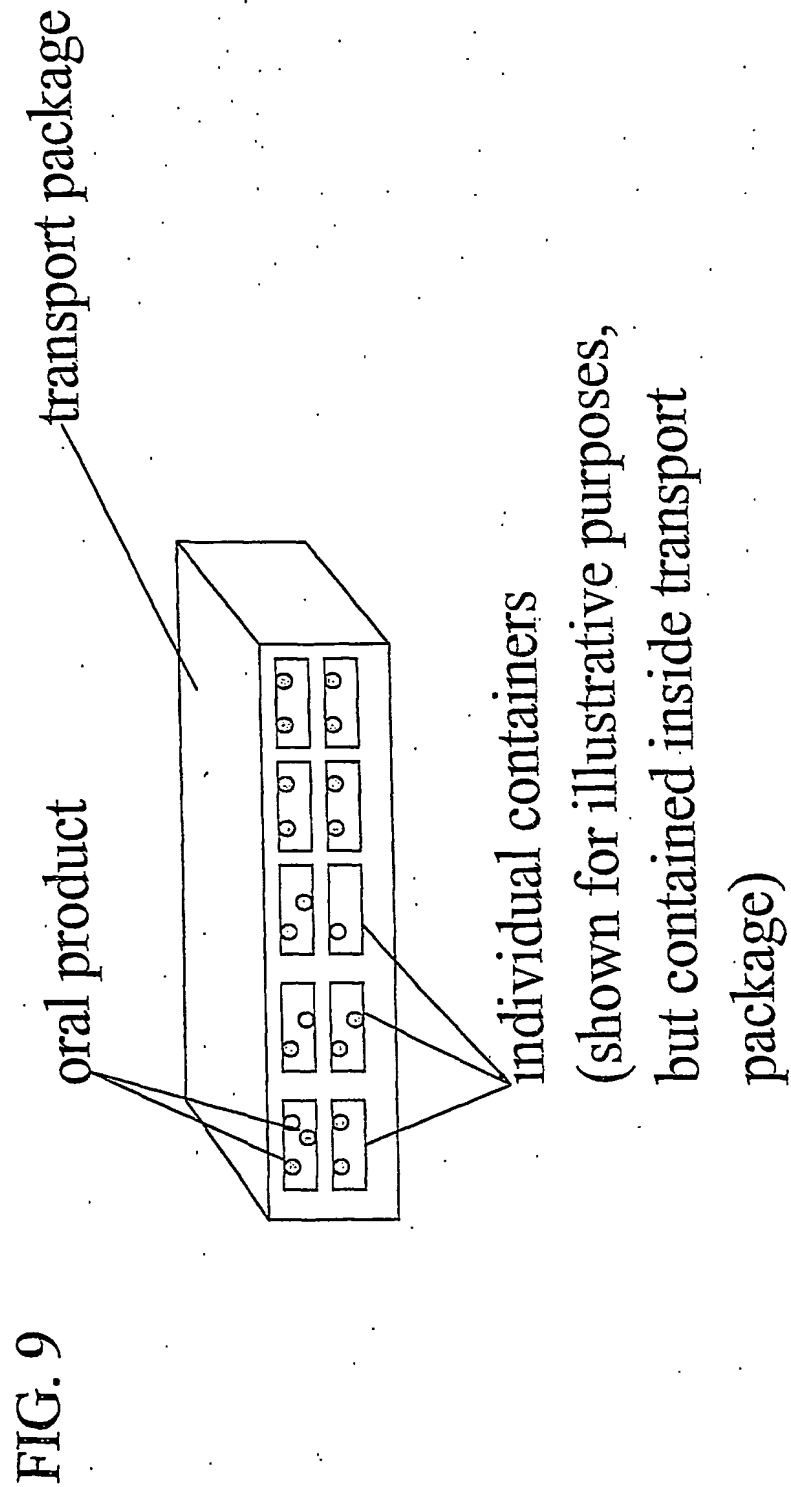 FIG. 9
oral product
transport package
individual containers
(shown for illustrative purposes,
but contained inside transport
package)